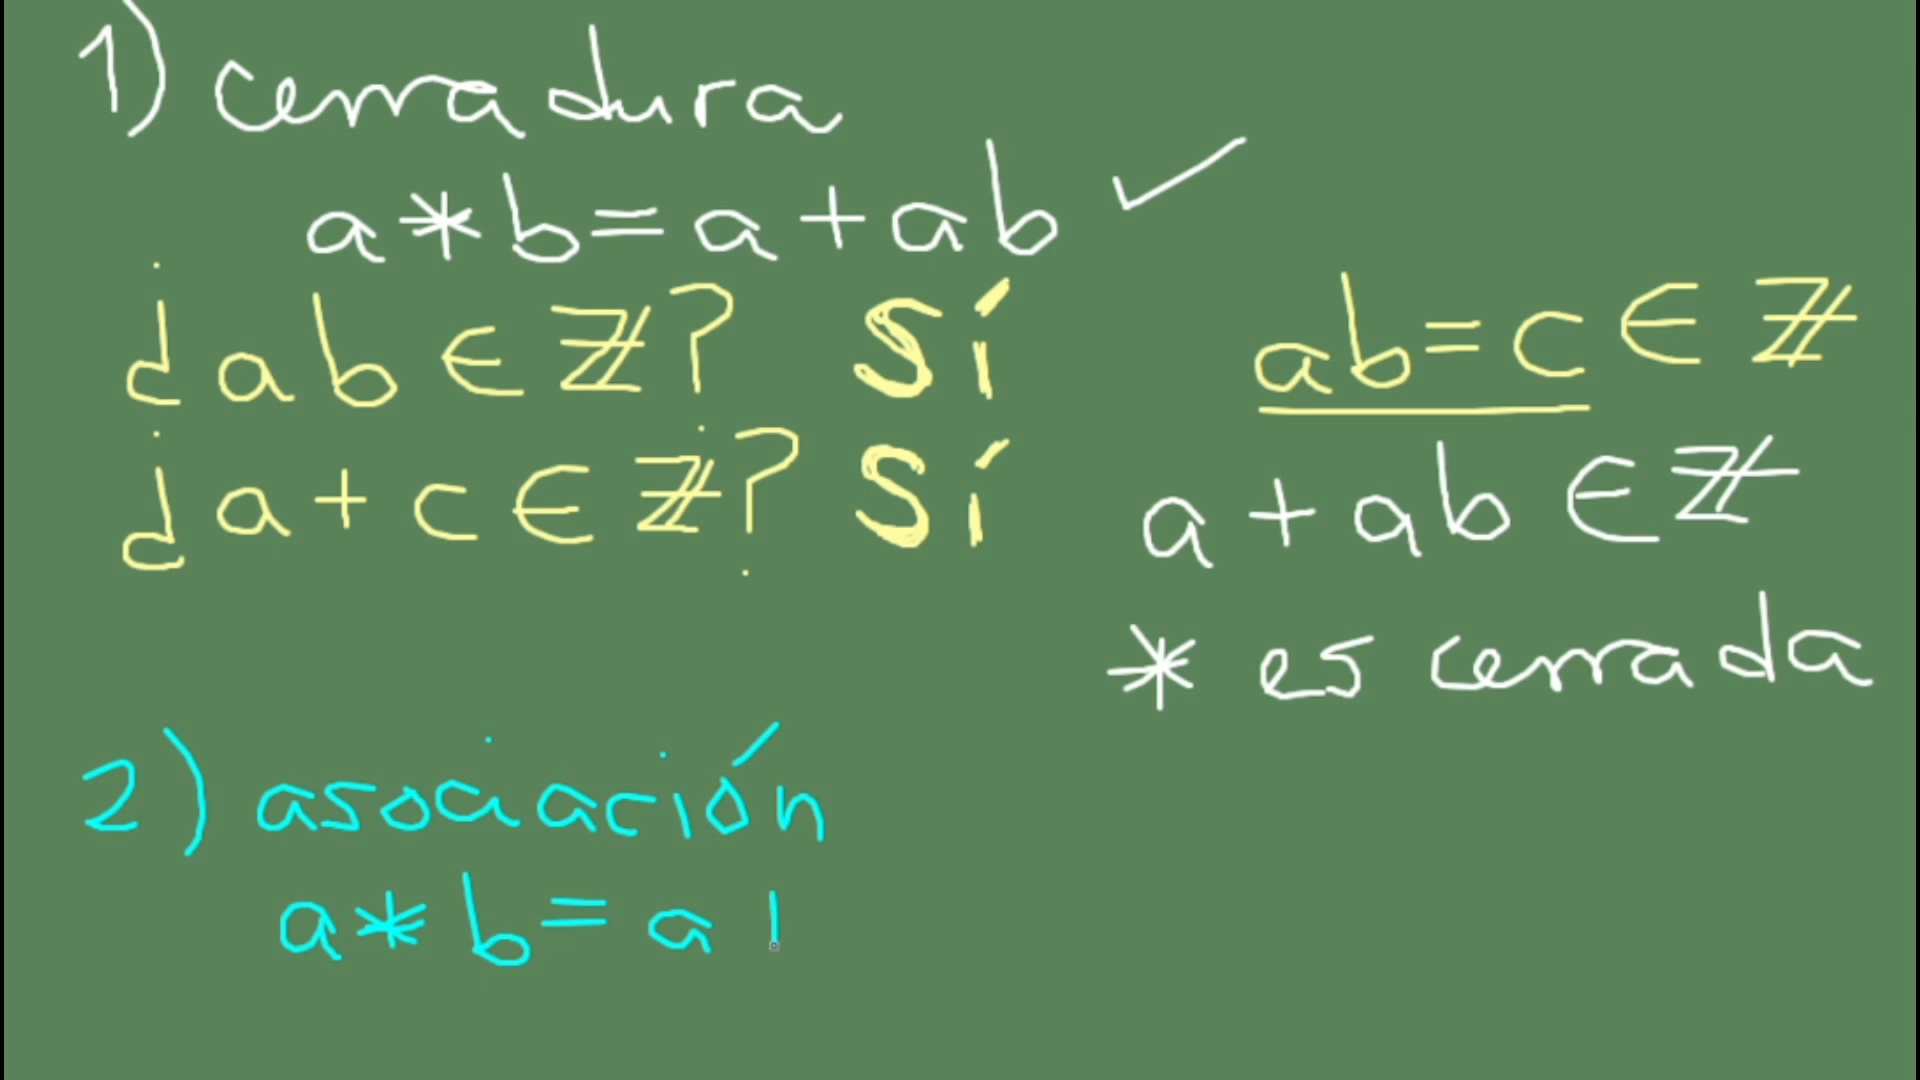 1) cerradura
a*b=a+ab ✓
¿ab∈ℤ? Sí
¿a+c∈ℤ? Sí
ab=c∈ℤ
a+ab∈ℤ
* es cerrada
2) asociación
a*b=a I